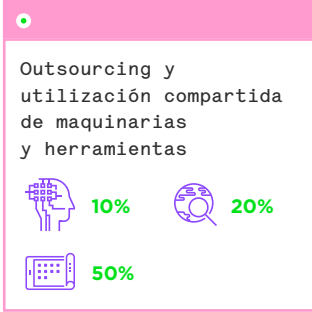 Outsourcing y
utilización compartida
de maquinarias
y herramientas
10%
20%
50%